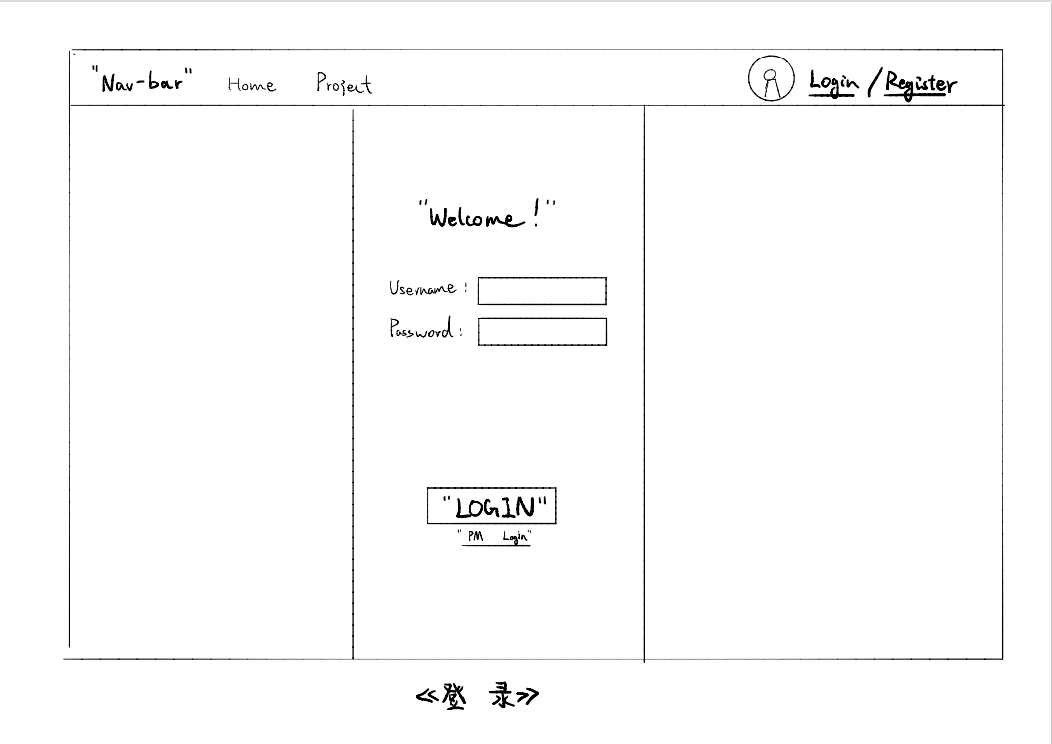 "Nav-bar" Home Project Login / Register
"Welcome!"
Username:
Password:
"LOGIN"
"PM Login"
《登 录》